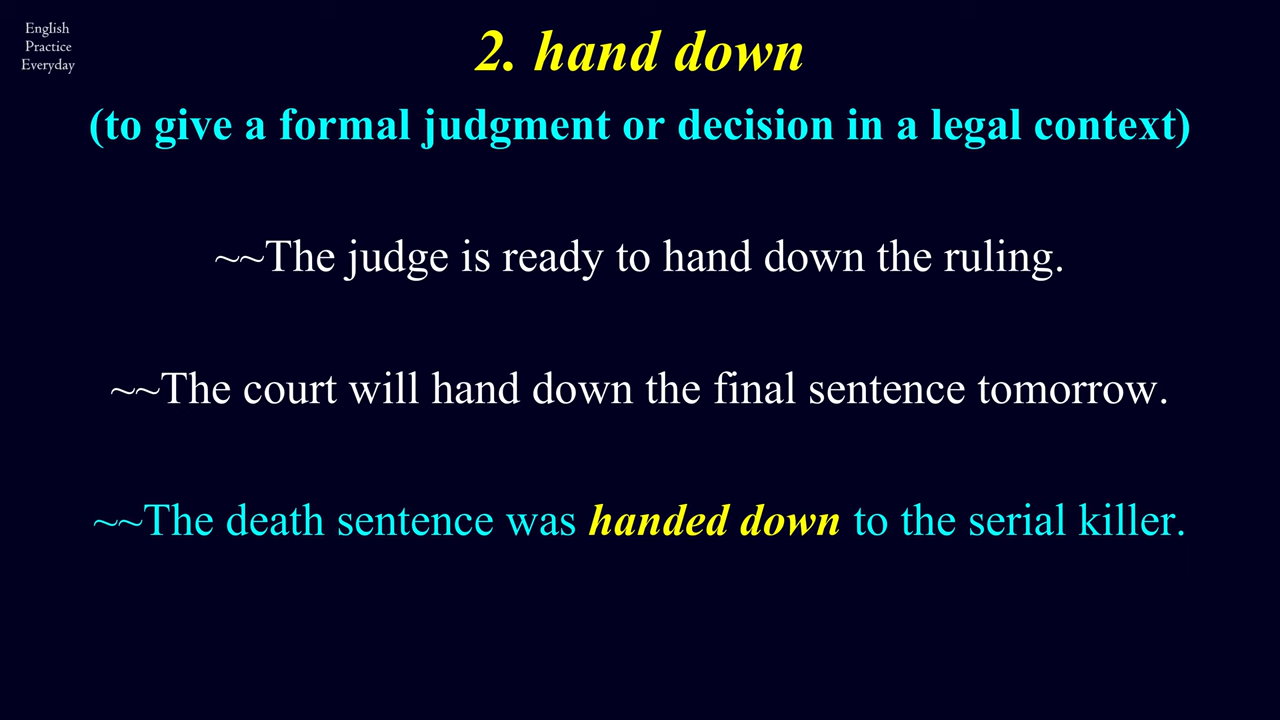 English
Practice
Everyday
2. hand down
(to give a formal judgment or decision in a legal context)
~~The judge is ready to hand down the ruling.
~~The court will hand down the final sentence tomorrow.
~~The death sentence was handed down to the serial killer.